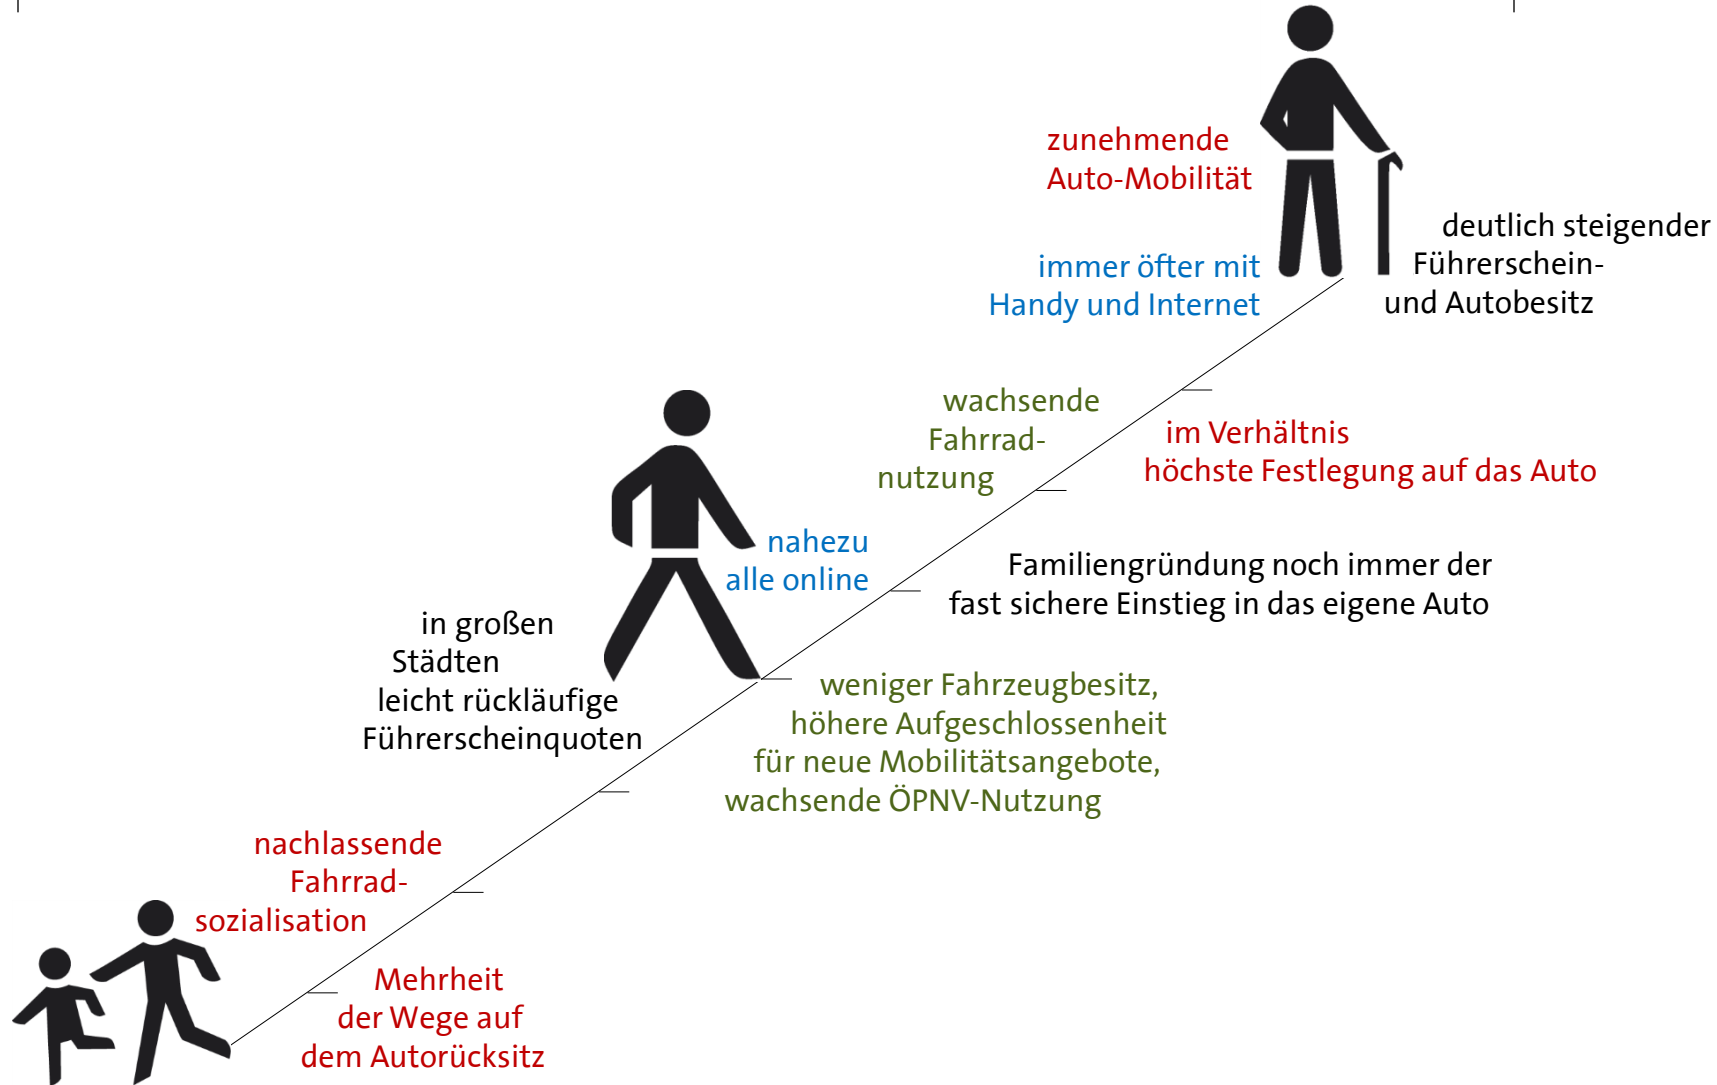 zunehmende
Auto-Mobilität
deutlich steigender
Führerschein-
und Autobesitz
immer öfter mit
Handy und Internet
wachsende
Fahrrad-
nutzung
im Verhältnis
höchste Festlegung auf das Auto
nahezu
alle online
Familiengründung noch immer der
fast sichere Einstieg in das eigene Auto
in großen
Städten
leicht rückläufige
Führerscheinquoten
weniger Fahrzeugbesitz,
höhere Aufgeschlossenheit
für neue Mobilitätsangebote,
wachsende ÖPNV-Nutzung
nachlassende
Fahrrad-
sozialisation
Mehrheit
der Wege auf
dem Autorücksitz